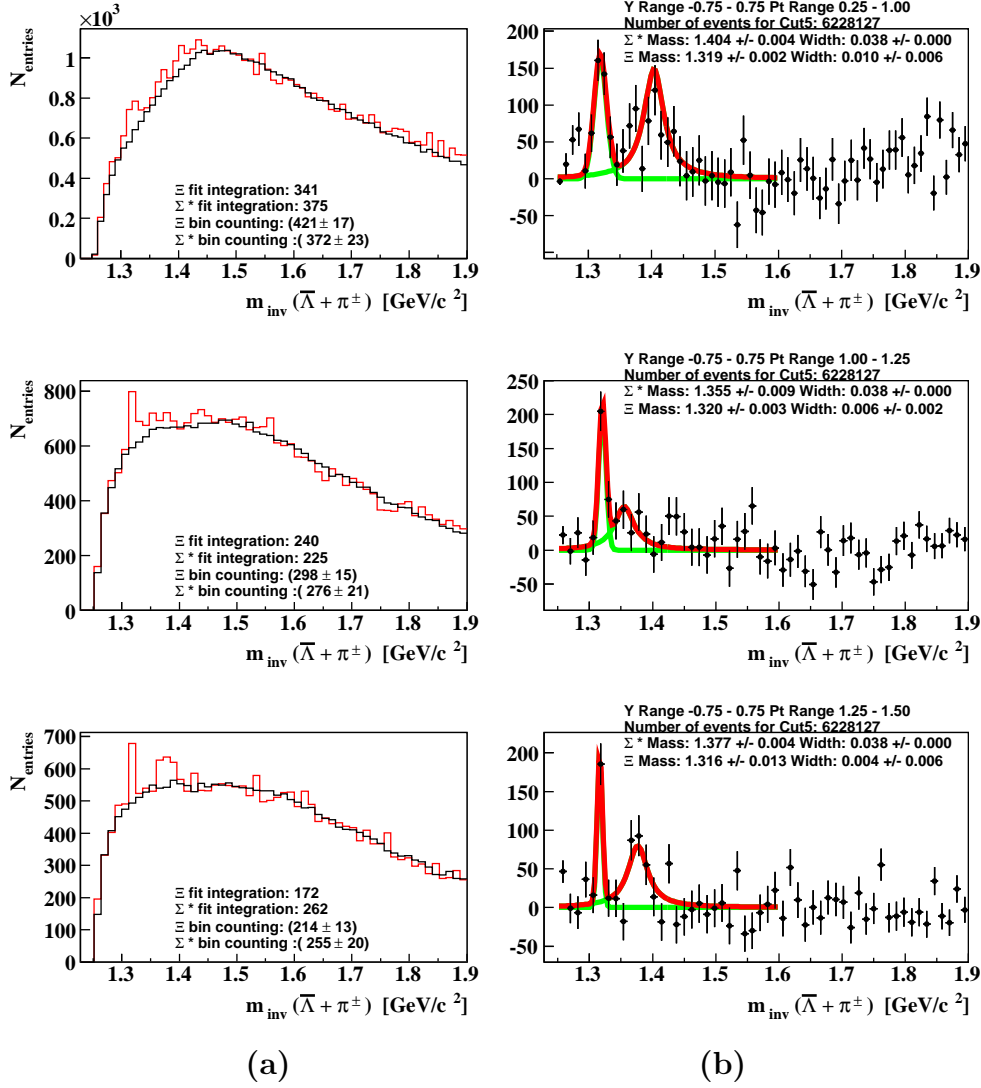 ×10³
N entries
1
0.8
0.6
0.4
0.2
0
1.3 1.4 1.5 1.6 1.7 1.8 1.9
Ξ fit integration: 341
Σ * fit integration: 375
Ξ bin counting: (421 ± 17)
Σ * bin counting :( 372 ± 23)
m inv (Λ̅ + π±) [GeV/c ²]
Y Range -0.75 - 0.75 Pt Range 0.25 - 1.00
Number of events for Cut5: 6228127
Σ * Mass: 1.404 +/- 0.004 Width: 0.038 +/- 0.000
Ξ Mass: 1.319 +/- 0.002 Width: 0.010 +/- 0.006
200
150
100
50
0
-50
1.3 1.4 1.5 1.6 1.7 1.8 1.9
m inv (Λ̅ + π±) [GeV/c ²]
N entries
800
600
400
200
0
1.3 1.4 1.5 1.6 1.7 1.8 1.9
Ξ fit integration: 240
Σ * fit integration: 225
Ξ bin counting: (298 ± 15)
Σ * bin counting :( 276 ± 21)
m inv (Λ̅ + π±) [GeV/c ²]
Y Range -0.75 - 0.75 Pt Range 1.00 - 1.25
Number of events for Cut5: 6228127
Σ * Mass: 1.355 +/- 0.009 Width: 0.038 +/- 0.000
Ξ Mass: 1.320 +/- 0.003 Width: 0.006 +/- 0.002
250
200
150
100
50
0
-50
1.3 1.4 1.5 1.6 1.7 1.8 1.9
m inv (Λ̅ + π±) [GeV/c ²]
N entries
700
600
500
400
300
200
100
0
1.3 1.4 1.5 1.6 1.7 1.8 1.9
Ξ fit integration: 172
Σ * fit integration: 262
Ξ bin counting: (214 ± 13)
Σ * bin counting :( 255 ± 20)
m inv (Λ̅ + π±) [GeV/c ²]
Y Range -0.75 - 0.75 Pt Range 1.25 - 1.50
Number of events for Cut5: 6228127
Σ * Mass: 1.377 +/- 0.004 Width: 0.038 +/- 0.000
Ξ Mass: 1.316 +/- 0.013 Width: 0.004 +/- 0.006
200
150
100
50
0
-50
1.3 1.4 1.5 1.6 1.7 1.8 1.9
m inv (Λ̅ + π±) [GeV/c ²]
(a)
(b)